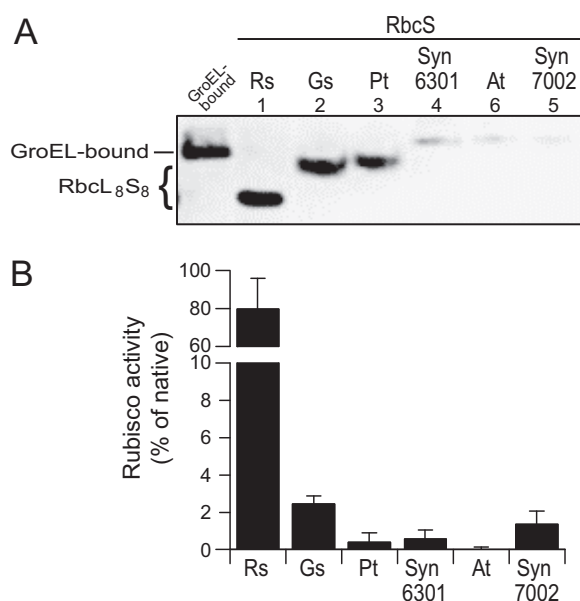 A
RbcS
GroEL-
bound
Rs
Gs
Pt
Syn
6301
At
Syn
7002
1
2
3
4
6
5
GroEL-bound
RbcL8S8
B
Rubisco activity
(% of native)
100
80
60
10
8
6
4
2
0
Rs
Gs
Pt
Syn
6301
At
Syn
7002